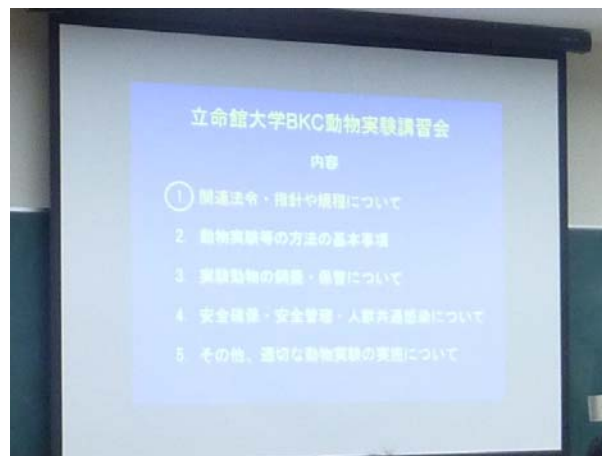 立命館大学BKC動物実験講習会
内容
1 関連法令・指針や規程について
2. 動物実験等の方法の基本事項
3. 実験動物の飼養・保管について
4. 安全確保・安全管理・人獣共通感染について
5. その他、適切な動物実験の実施について